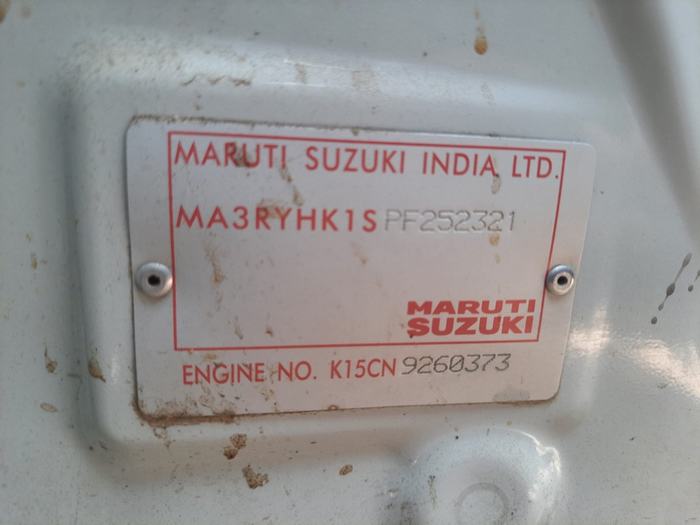 MARUTI SUZUKI INDIA LTD.
MA3RYHK1SPF252321
MARUTI
SUZUKI
ENGINE NO. K15CN9260373